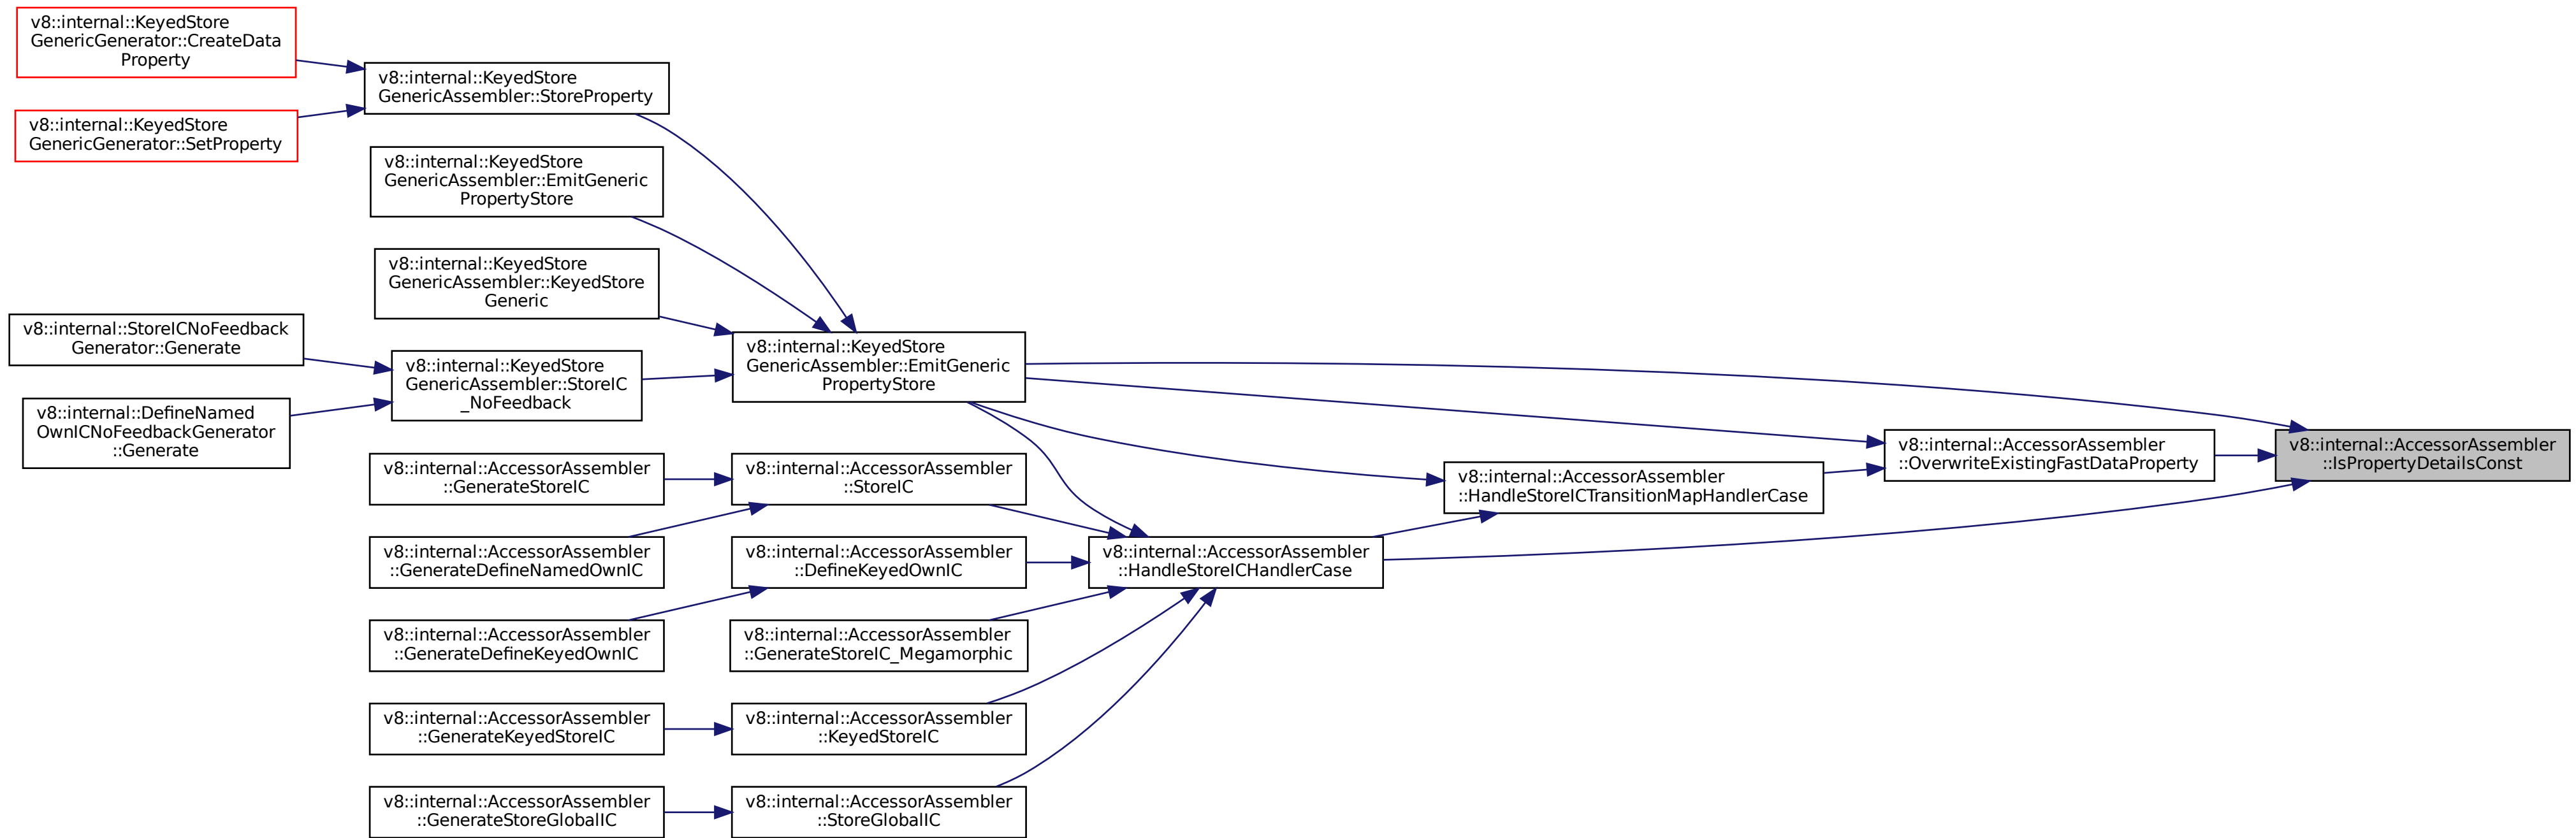 v8::internal::KeyedStore
GenericGenerator::CreateData
Property
v8::internal::KeyedStore
GenericGenerator::SetProperty
v8::internal::StoreICNoFeedback
Generator::Generate
v8::internal::DefineNamed
OwnICNoFeedbackGenerator
::Generate
v8::internal::KeyedStore
GenericAssembler::StoreProperty
v8::internal::KeyedStore
GenericAssembler::EmitGeneric
PropertyStore
v8::internal::KeyedStore
GenericAssembler::KeyedStore
Generic
v8::internal::KeyedStore
GenericAssembler::StoreIC
_NoFeedback
v8::internal::AccessorAssembler
::GenerateStoreIC
v8::internal::AccessorAssembler
::GenerateDefineNamedOwnIC
v8::internal::AccessorAssembler
::GenerateDefineKeyedOwnIC
v8::internal::AccessorAssembler
::GenerateKeyedStoreIC
v8::internal::AccessorAssembler
::GenerateStoreGlobalIC
v8::internal::KeyedStore
GenericAssembler::EmitGeneric
PropertyStore
v8::internal::AccessorAssembler
::StoreIC
v8::internal::AccessorAssembler
::DefineKeyedOwnIC
v8::internal::AccessorAssembler
::GenerateStoreIC_Megamorphic
v8::internal::AccessorAssembler
::KeyedStoreIC
v8::internal::AccessorAssembler
::StoreGlobalIC
v8::internal::AccessorAssembler
::HandleStoreICHandlerCase
v8::internal::AccessorAssembler
::HandleStoreICTransitionMapHandlerCase
v8::internal::AccessorAssembler
::OverwriteExistingFastDataProperty
v8::internal::AccessorAssembler
::IsPropertyDetailsConst